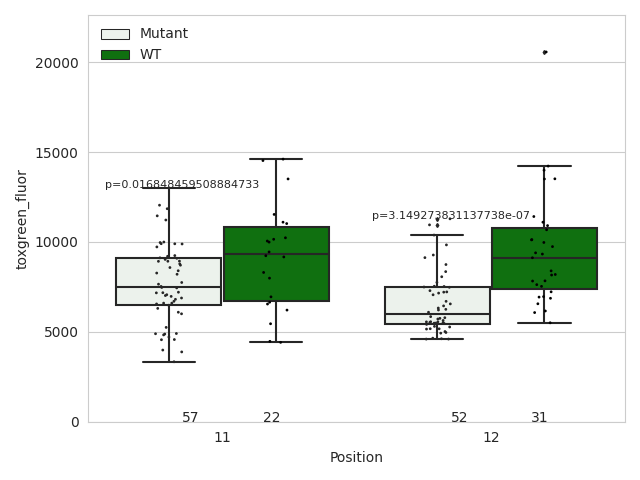 Mutant
WT
20000
15000
10000
5000
0
toxgreen_fluor
p=0.016848459508884733
p=3.149273831137738e-07
57 22 52 31
11 12
Position